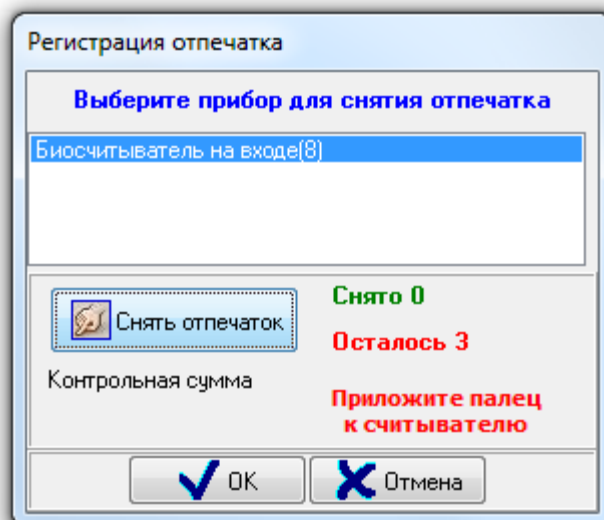 Регистрация отпечатка
Выберите прибор для снятия отпечатка
Биосчитыватель на входе(8)
Снять отпечаток
Снято 0
Осталось 3
Контрольная сумма
Приложите палец
к считывателю
OK
Отмена